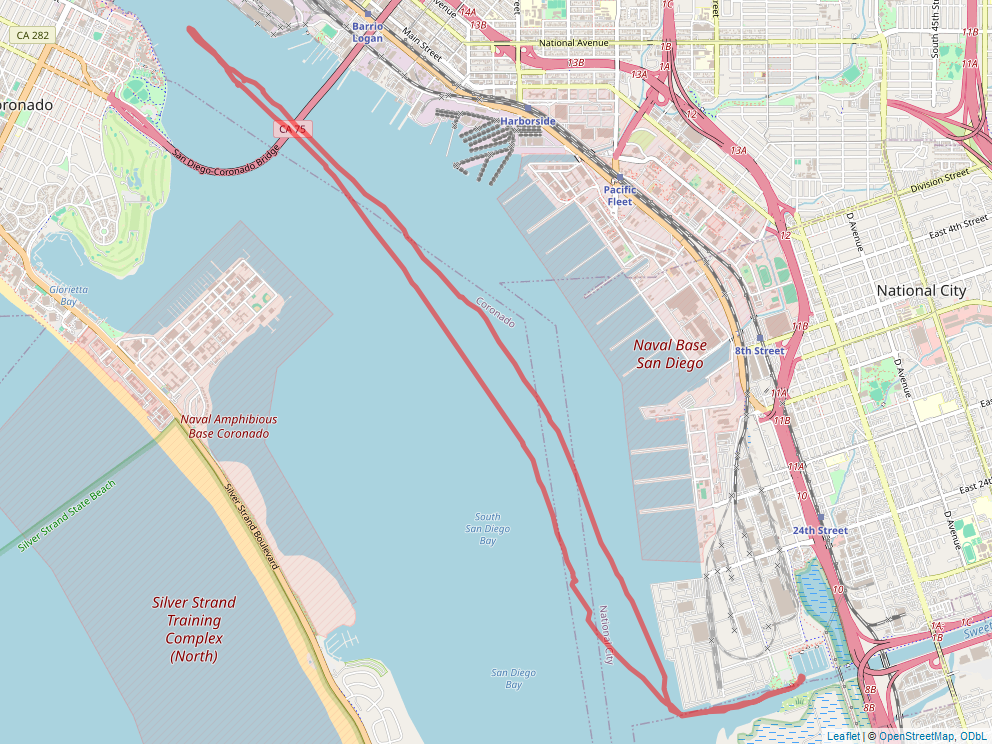 CA 282
Coronado
Barrio
Logan
Avenue
14A
13B
Main Street
National Avenue
13B
13A
1C
1B
1A
Street
Street
South 45th Street
11B
11A
CA 75
San Diego-Coronado Bridge
Harborside
12
13A
Pacific
Fleet
Division Street
D Avenue
East 4th Street
12
Glorietta
Bay
National City
Coronado
11B
Naval Base
San Diego
8th Street
D Avenue
11A
11B
Naval Amphibious
Base Coronado
11A
10
East 24th
Silver Strand State Beach
Silver Strand Boulevard
South
San Diego
Bay
24th Street
D Avenue
10
Silver Strand
Training
Complex
(North)
National City
1A
1B
1C
Sweet
San Diego
Bay
8B
8B
Leaflet | © OpenStreetMap, ODbL